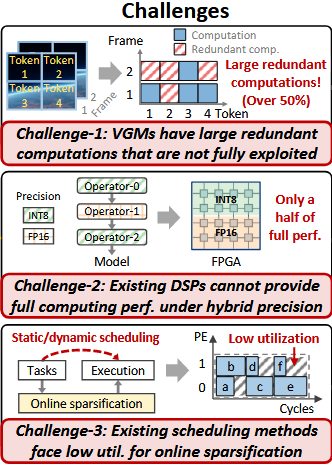 Challenges
Frame
Computation
Redundant comp.
Token
1
Token
2
Token
3
Token
4
1
2
Frame
2
1
1 2 3 4 Token
Large redundant
computations!
(Over 50%)
Challenge-1: VGMs have large redundant
computations that are not fully exploited
Precision
INT8
FP16
Operator-0
Operator-1
Operator-2
Model
INT8
FP16
FPGA
Only a
half of
full perf.
Challenge-2: Existing DSPs cannot provide
full computing perf. under hybrid precision
Static/dynamic scheduling
Tasks
Execution
Online sparsification
PE
Low utilization
1
b d f
0
a c e
Cycles
Challenge-3: Existing scheduling methods
face low util. for online sparsification